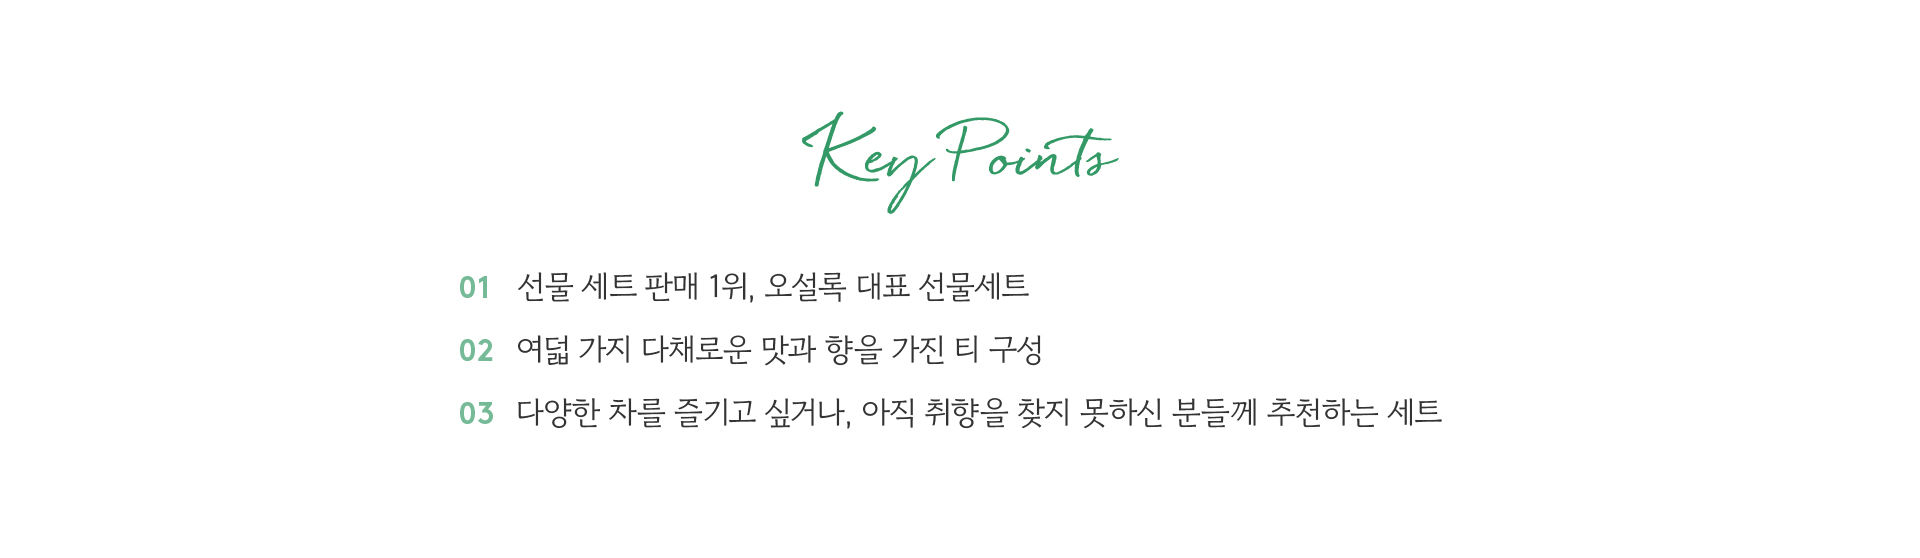 Key Points
01 선물 세트 판매 1위, 오설록 대표 선물세트
02 여덟 가지 다채로운 맛과 향을 가진 티 구성
03 다양한 차를 즐기고 싶거나, 아직 취향을 찾지 못하신 분들께 추천하는 세트